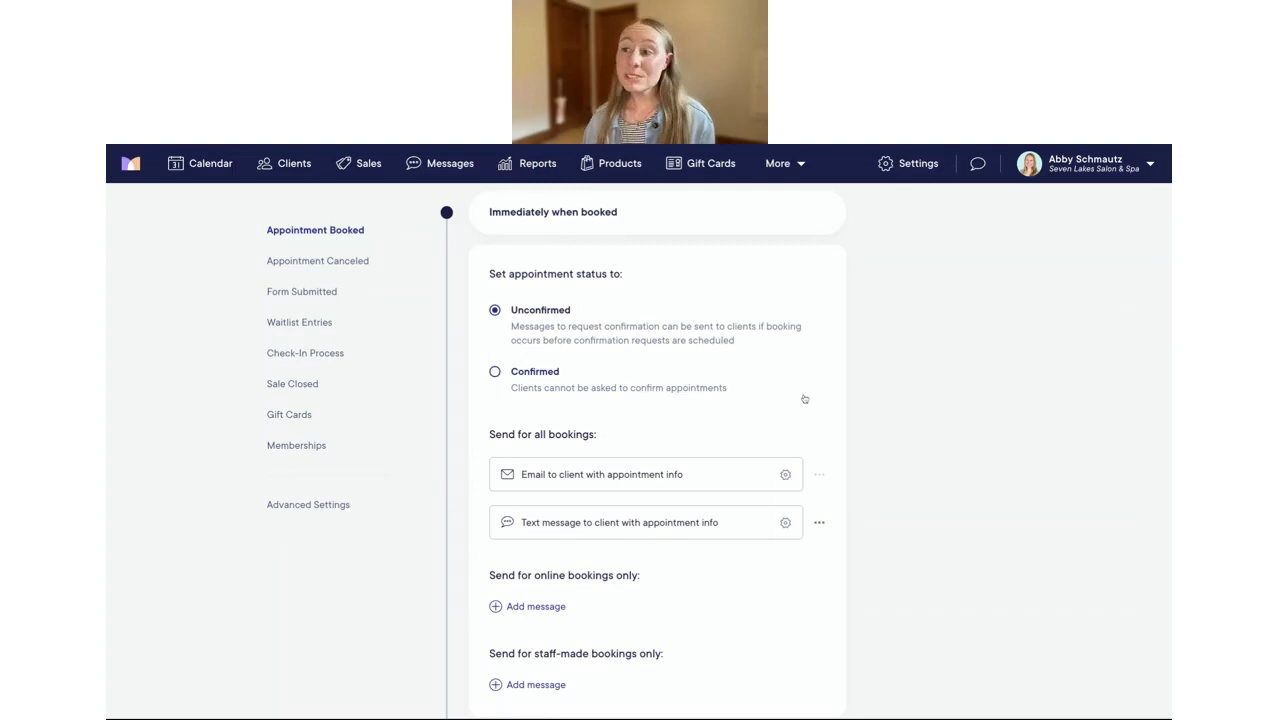 Calendar
Clients
Sales
Messages
Reports
Products
Gift Cards
More
Settings
Abby Schmautz
Seven Lakes Salon & Spa
Appointment Booked
Appointment Canceled
Form Submitted
Waitlist Entries
Check-In Process
Sale Closed
Gift Cards
Memberships
Advanced Settings
Immediately when booked
Set appointment status to:
Unconfirmed
Messages to request confirmation can be sent to clients if booking
occurs before confirmation requests are scheduled
Confirmed
Clients cannot be asked to confirm appointments
Send for all bookings:
Email to client with appointment info
Text message to client with appointment info
Send for online bookings only:
Add message
Send for staff-made bookings only:
Add message